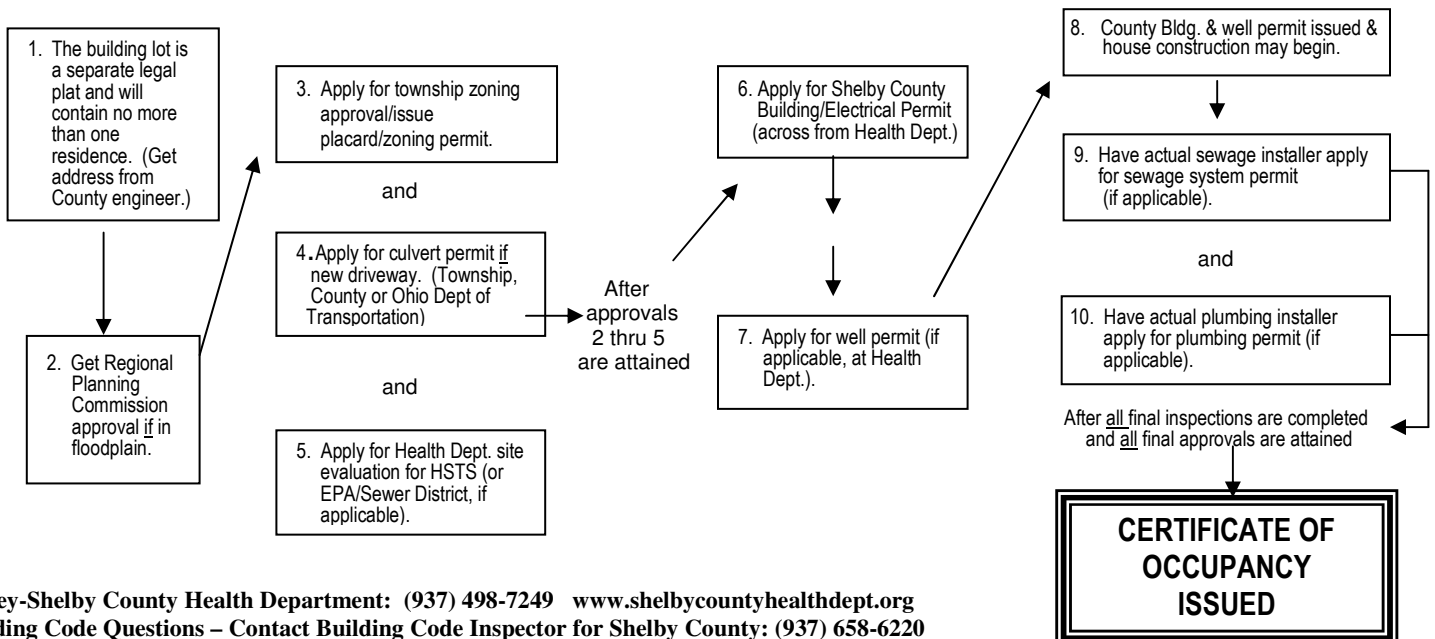 1. The building lot is
a separate legal
plat and will
contain no more
than one
residence. (Get
address from
County engineer.)
2. Get Regional
Planning
Commission
approval if in
floodplain.
3. Apply for township zoning
approval/issue
placard/zoning permit.
and
4. Apply for culvert permit if
new driveway. (Township,
County or Ohio Dept of
Transportation)
and
5. Apply for Health Dept. site
evaluation for HSTS (or
EPA/Sewer District, if
applicable).
After
approvals
2 thru 5
are attained
6. Apply for Shelby County
Building/Electrical Permit
(across from Health Dept.)
7. Apply for well permit (if
applicable, at Health
Dept.).
8. County Bldg. & well permit issued &
house construction may begin.
9. Have actual sewage installer apply
for sewage system permit
(if applicable).
and
10. Have actual plumbing installer
apply for plumbing permit (if
applicable).
After all final inspections are completed
and all final approvals are attained
CERTIFICATE OF
OCCUPANCY
ISSUED
ey-Shelby County Health Department: (937) 498-7249 www.shelbycountyhealthdept.org
ding Code Questions – Contact Building Code Inspector for Shelby County: (937) 658-6220